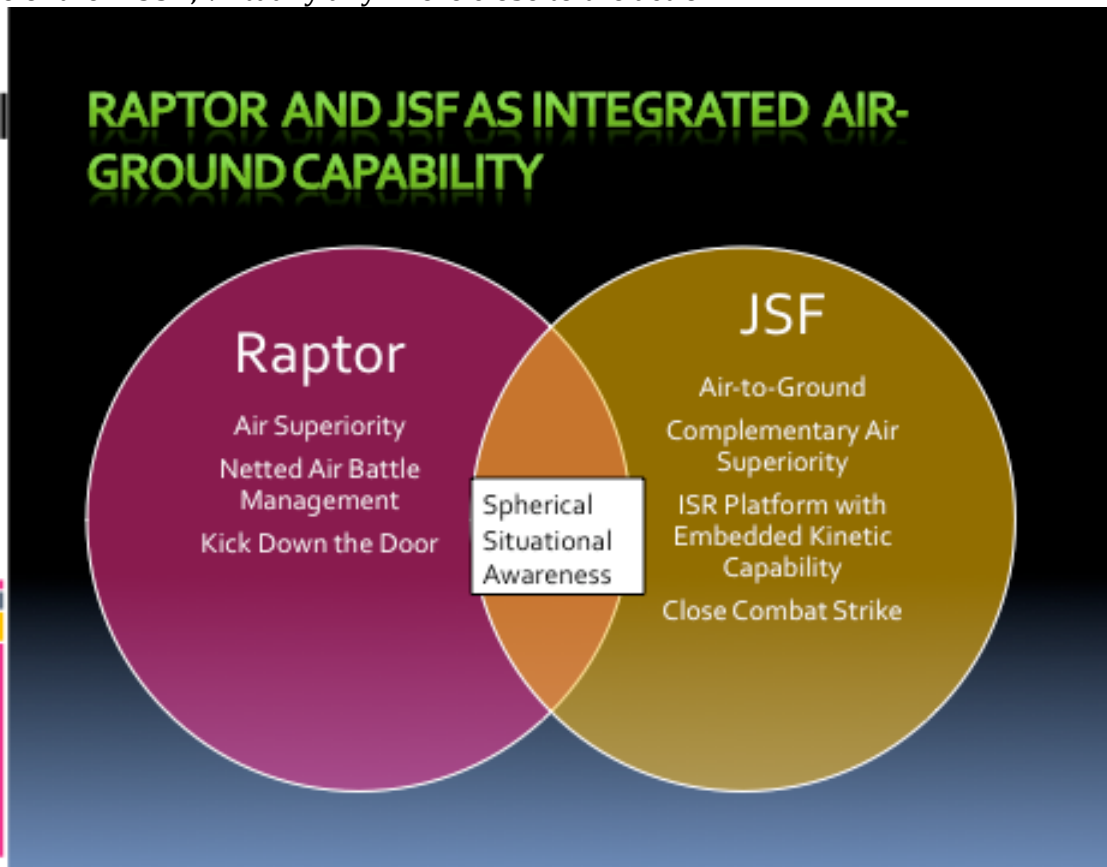 RAPTOR AND JSF AS INTEGRATED AIR-
GROUND CAPABILITY
Raptor
Air Superiority
Netted Air Battle
Management
Kick Down the Door
Spherical
Situational
Awareness
JSF
Air-to-Ground
Complementary Air
Superiority
ISR Platform with
Embedded Kinetic
Capability
Close Combat Strike